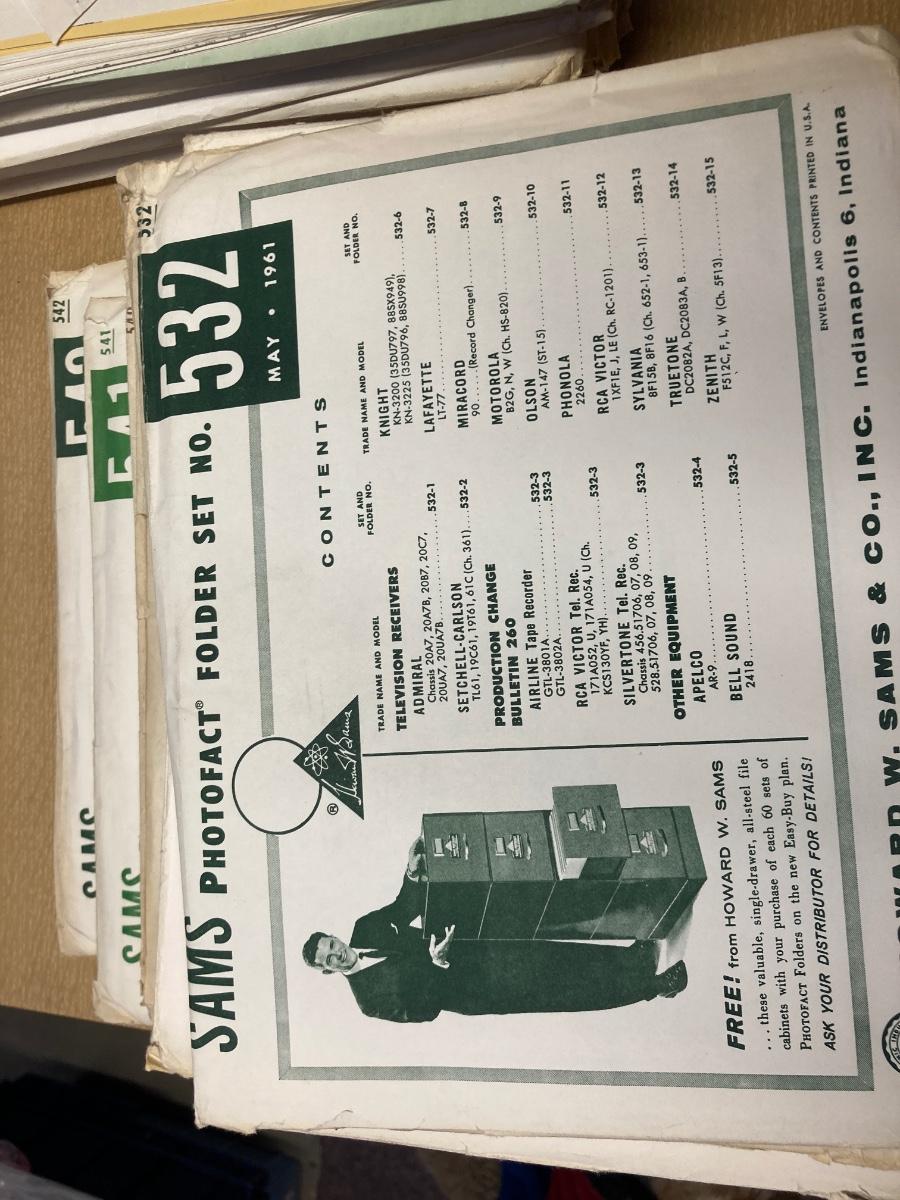 542
541
532
SAMS
SAMS
SAMS PHOTOFACT® FOLDER SET NO. 532
MAY • 1961
CONTENTS
TRADE NAME AND MODEL
SET AND
FOLDER NO.
TELEVISION RECEIVERS
ADMIRAL
Chassis 20A7, 20A7B, 20B7, 20C7,
20UA7, 20UA7B..................532-1
SETCHELL-CARLSON
TL61, 19C61, 19T61, 61C (Ch. 361)....532-2
PRODUCTION CHANGE
BULLETIN 260
AIRLINE Tape Recorder
GTL-3801A.........................532-3
GTL-3802A.........................532-3
RCA VICTOR Tel. Rec.
171A052, U, 171A054, U (Ch.
KCS130YF, YH)..................532-3
SILVERTONE Tel. Rec.
Chassis 456.51706, 07, 08, 09,
528.51706, 07, 08, 09..............532-3
OTHER EQUIPMENT
APELCO
AR-9..............................532-4
BELL SOUND
2418..............................532-5
TRADE NAME AND MODEL
SET AND
FOLDER NO.
KNIGHT
KN-3200 (35DU797, 88SX949),
KN-3225 (35DU796, 88SU998)......532-6
LAFAYETTE
LT-77.............................532-7
MIRACORD
90......(Record Changer)..........532-8
MOTOROLA
B2G, N, W (Ch. HS-820)............532-9
OLSON
AM-147 (ST-15)....................532-10
PHONOLA
2260..............................532-11
RCA VICTOR
1XF1E, J, LE (Ch. RC-1201)........532-12
SYLVANIA
8F15B, 8F16 (Ch. 652-1, 653-1)....532-13
TRUETONE
DC2082A, DC2083A, B...............532-14
ZENITH
F512C, F, L, W (Ch. 5F13).........532-15
®
Howard W. Sams
FREE! from HOWARD W. SAMS
... these valuable, single-drawer, all-steel file
cabinets with your purchase of each 60 sets of
PHOTOFACT Folders on the new Easy-Buy plan.
ASK YOUR DISTRIBUTOR FOR DETAILS!
ENVELOPES AND CONTENTS PRINTED IN U.S.A.
HOWARD W. SAMS & CO., INC. Indianapolis 6, Indiana